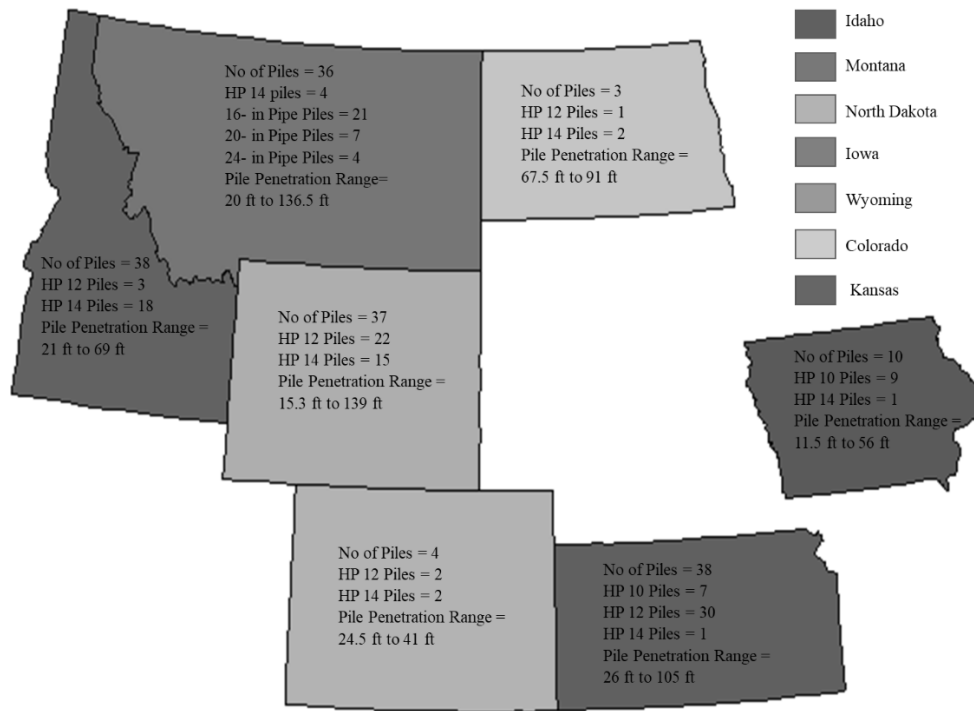 No of Piles = 36
HP 14 piles = 4
16- in Pipe Piles = 21
20- in Pipe Piles = 7
24- in Pipe Piles = 4
Pile Penetration Range=
20 ft to 136.5 ft
No of Piles = 3
HP 12 Piles = 1
HP 14 Piles = 2
Pile Penetration Range =
67.5 ft to 91 ft
Idaho
Montana
North Dakota
Iowa
Wyoming
Colorado
Kansas
No of Piles = 38
HP 12 Piles = 3
HP 14 Piles = 18
Pile Penetration Range =
21 ft to 69 ft
No of Piles = 37
HP 12 Piles = 22
HP 14 Piles = 15
Pile Penetration Range =
15.3 ft to 139 ft
No of Piles = 10
HP 10 Piles = 9
HP 14 Piles = 1
Pile Penetration Range =
11.5 ft to 56 ft
No of Piles = 4
HP 12 Piles = 2
HP 14 Piles = 2
Pile Penetration Range =
24.5 ft to 41 ft
No of Piles = 38
HP 10 Piles = 7
HP 12 Piles = 30
HP 14 Piles = 1
Pile Penetration Range =
26 ft to 105 ft